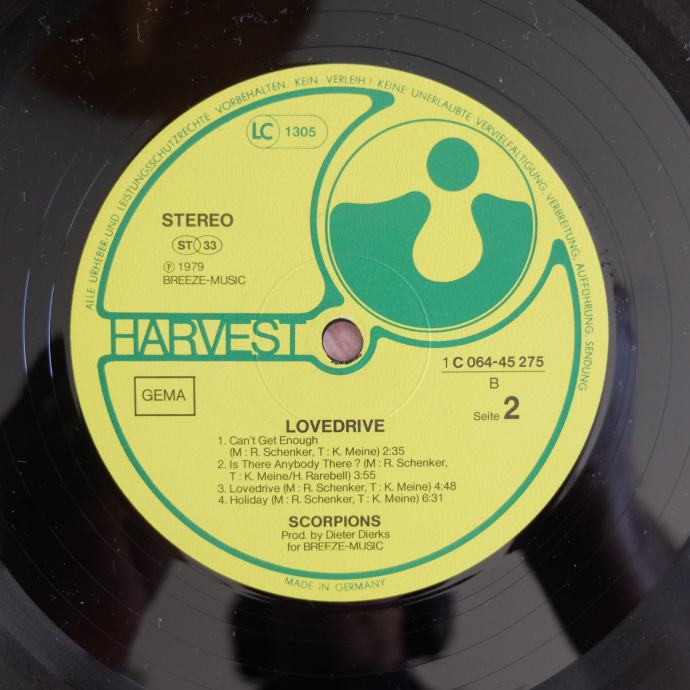 ALLE URHEBER- UND LEISTUNGSSCHUTZRECHTE VORBEHALTEN. KEIN VERLEIH! KEINE UNERLAUBTE VERVIELFÄLTIGUNG, VERBREITUNG, AUFFÜHRUNG, SENDUNG
LC 1305
STEREO
ST 33
Ⓟ 1979
BREEZE-MUSIC
HARVEST
1 C 064-45 275
B
Seite 2
GEMA
LOVEDRIVE
1. Can't Get Enough
(M : R. Schenker, T : K. Meine) 2:35
2. Is There Anybody There ? (M : R. Schenker,
T : K. Meine/H. Rarebell) 3:55
3. Lovedrive (M : R. Schenker, T : K. Meine) 4:48
4. Holiday (M : R. Schenker, T : K. Meine) 6:31
SCORPIONS
Prod. by Dieter Dierks
for BREEZE-MUSIC
MADE IN GERMANY